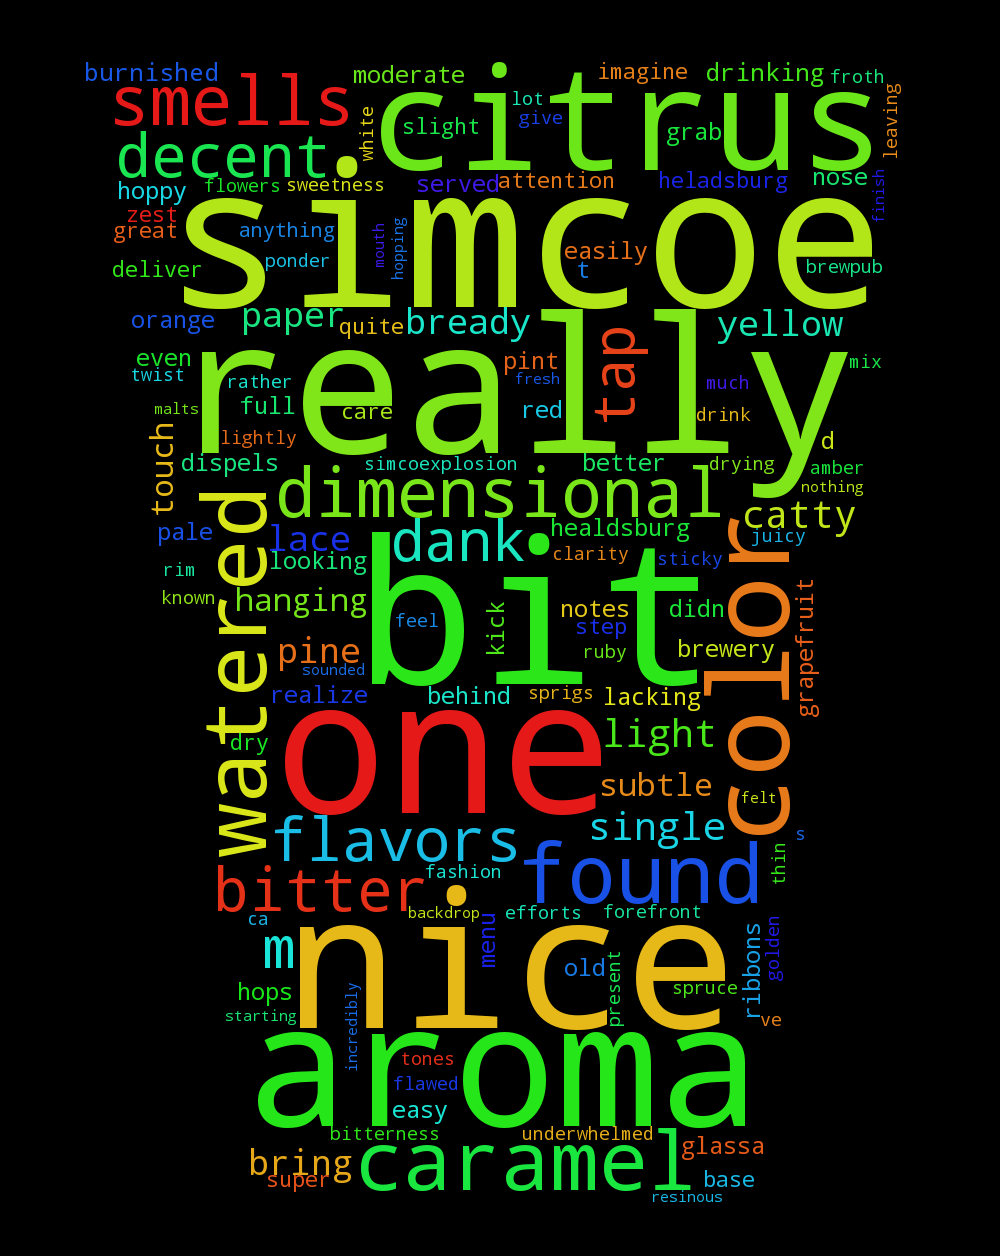 burnished
moderate
citrus
imagine
drinking
froth
smells
lot
give
white
slight
grab
leaving
decent
hoppy
flowers
sweetness
served
attention
heladsburg
nose
finish
simcoe
zest
great
anything
mouth
hopping
easily
t
deliver
ponder
brewpub
orange
paper
quite
bready
tap
yellow
really
even
twist
rather
pint
fresh
much
mix
malts
full
care
red
drink
touch
lightly
d
dispels
simcoexplosion
better
drying
amber
nothing
watered
dimensional
catty
pale
lace
looking
dank
healdsburg
clarity
sticky
juicy
color
rim
known
hanging
bit
feel
kick
notes
step
didn
grapefruit
pine
sounded
ruby
brewery
realize
behind
sprigs
lacking
dry
one
light
subtle
felt
flavors
single
s
bitter
fashion
found
thin
ca
backdrop
efforts
forefront
m
nice
menu
old
present
spruce
ribbons
golden
hops
starting
incredibly
ve
aroma
tones
flawed
easy
bitterness
underwhelmed
bring
super
caramel
glassa
base
resinous